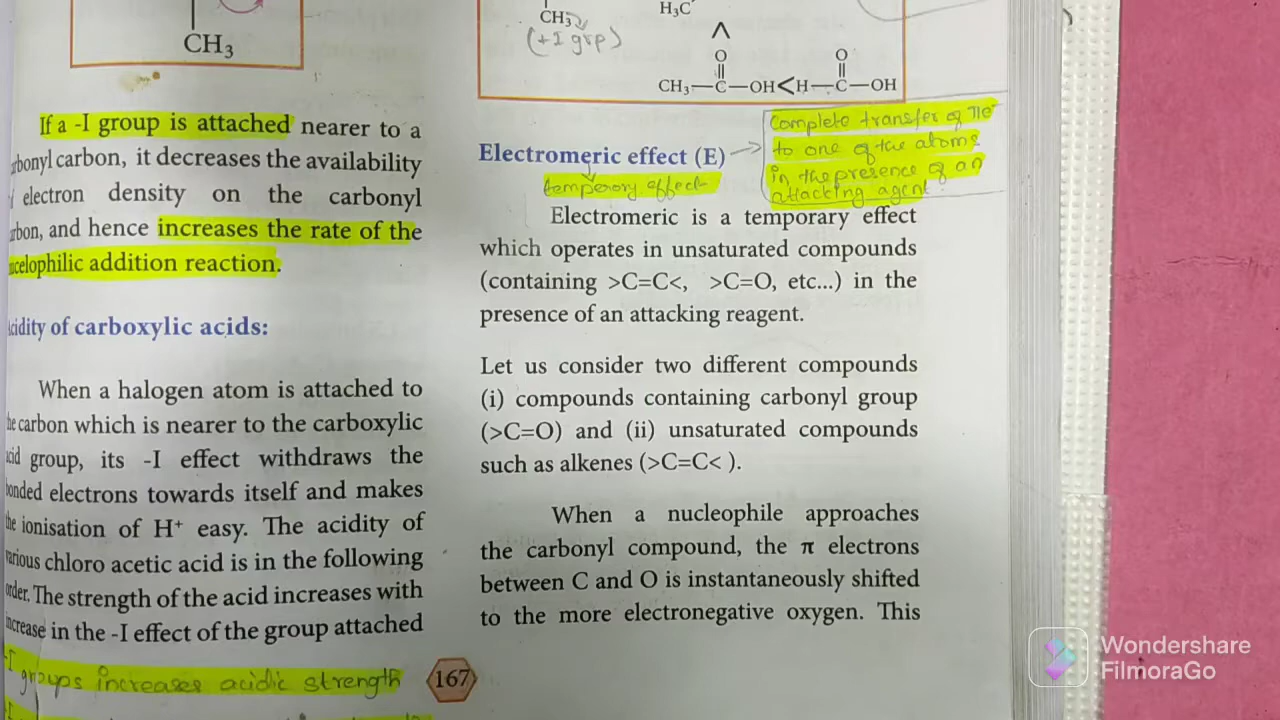 CH₃
If a -I group is attached nearer to a
rbonyl carbon, it decreases the availability
electron density on the carbonyl
rbon, and hence increases the rate of the
ucelophilic addition reaction.
cidity of carboxylic acids:
When a halogen atom is attached to
he carbon which is nearer to the carboxylic
cid group, its -I effect withdraws the
onded electrons towards itself and makes
he ionisation of H⁺ easy. The acidity of
various chloro acetic acid is in the following
order. The strength of the acid increases with
increase in the -I effect of the group attached
-I groups increases acidic strength
167
CH₃
(+I grp)
H₃C
O O
CH₃—C—OH<H—C—OH
Electromeric effect (E)
temporary effect
Complete transfer of πe⁻
to one of the atoms
in the presence of an
attacking agent.
Electromeric is a temporary effect
which operates in unsaturated compounds
(containing >C=C<, >C=O, etc...) in the
presence of an attacking reagent.
Let us consider two different compounds
(i) compounds containing carbonyl group
(>C=O) and (ii) unsaturated compounds
such as alkenes (>C=C< ).
When a nucleophile approaches
the carbonyl compound, the π electrons
between C and O is instantaneously shifted
to the more electronegative oxygen. This
Wondershare
FilmoraGo